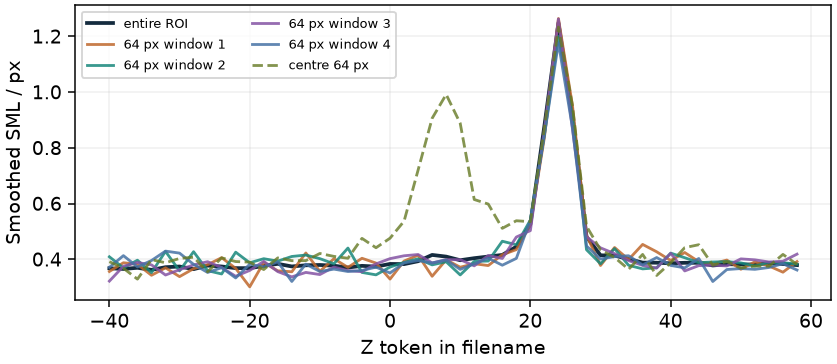 entire ROI
64 px window 1
64 px window 2
64 px window 3
64 px window 4
centre 64 px
Smoothed SML / px
1.2
1.0
0.8
0.6
0.4
−40
−20
0
20
40
60
Z token in filename